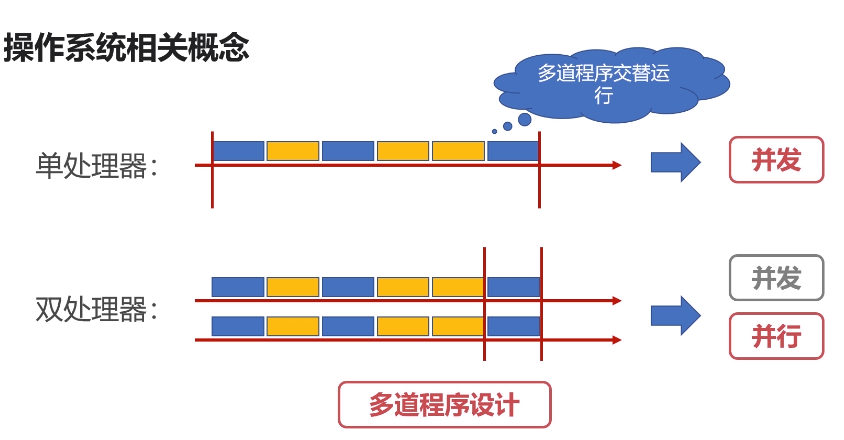 操作系统相关概念
多道程序交替运
行
单处理器：
并发
并发
双处理器：
并行
多道程序设计